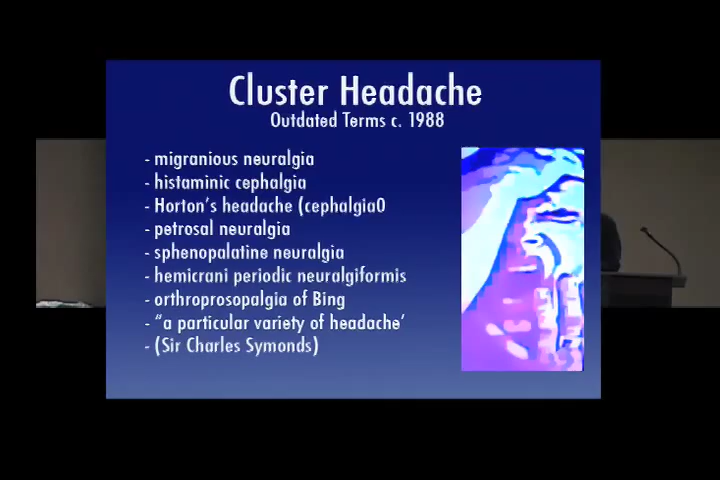 Cluster Headache
Outdated Terms c. 1988
- migranious neuralgia
- histaminic cephalgia
- Horton's headache (cephalgia0
- petrosal neuralgia
- sphenopalatine neuralgia
- hemicrani periodic neuralgiformis
- orthroprosopalgia of Bing
- "a particular variety of headache'
- (Sir Charles Symonds)